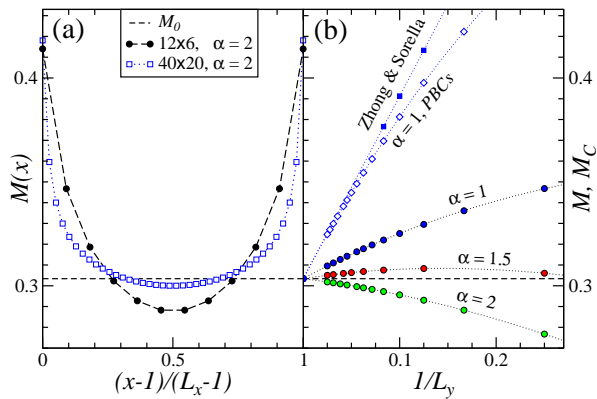 (a)
M₀
12x6, α = 2
40x20, α = 2
(b)
Zhong & Sorella
α = 1, PBCs
α = 1
α = 1.5
α = 2
M(x)
0.4
0.3
0
0.5
1
(x-1)/(Lₓ-1)
0.1
0.2
1/L_y
0.4
0.3
M, M_C